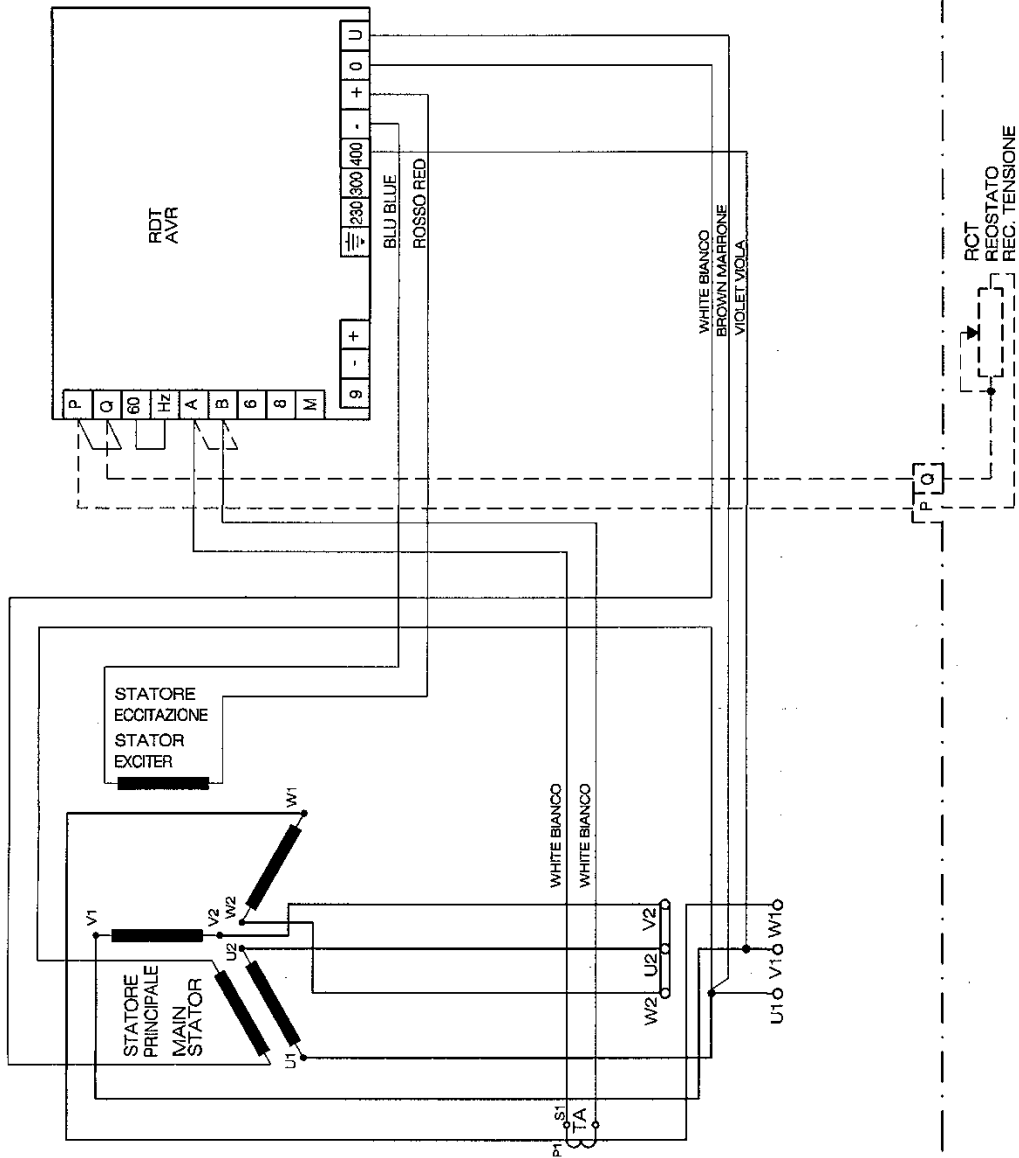 RDT
AVR
U
0
+
-
400
300
230
+
-
9
P
Q
60
Hz
A
B
6
8
M
BLU BLUE
ROSSO RED
WHITE BIANCO
BROWN MARRONE
VIOLET VIOLA
RCT
REOSTATO
REC. TENSIONE
P
Q
STATORE
ECCITAZIONE
STATOR
EXCITER
W1
V1
V2
W2
U2
U1
STATORE
PRINCIPALE
MAIN
STATOR
WHITE BIANCO
WHITE BIANCO
V2
U2
W2
W1
V1
U1
P1
S1
TA